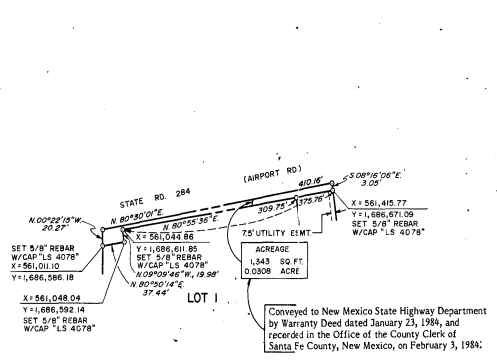 (AIRPORT RD.)
STATE RD. 284
410.16'
S 08°16'06"E.
3.05'
N. 80°30'01"E.
N. 80°55'36"E.
309.75'
375.76'
N.00°22'15"W.
20.27'
X = 561,415.77
Y = 1,686,671.09
7.5' UTILITY ESMT.
SET 5/8" REBAR
W/CAP "LS 4078"
X = 561,011.10
Y = 1,686,586.18
X = 561,044.86
Y = 1,686,611.85
SET 5/8" REBAR
W/CAP "LS 4078"
N.09°09'46"W., 19.98'
N. 80°50'14"E.
37.44'
ACREAGE
1,343 SQ.FT.
0.0308 ACRE
X = 561,048.04
Y = 1,686,592.14
SET 5/8" REBAR
W/CAP "LS 4078"
LOT 1
Conveyed to New Mexico State Highway Department
by Warranty Deed dated January 23, 1984, and
recorded in the Office of the County Clerk of
Santa Fe County, New Mexico, on February 3, 1984: